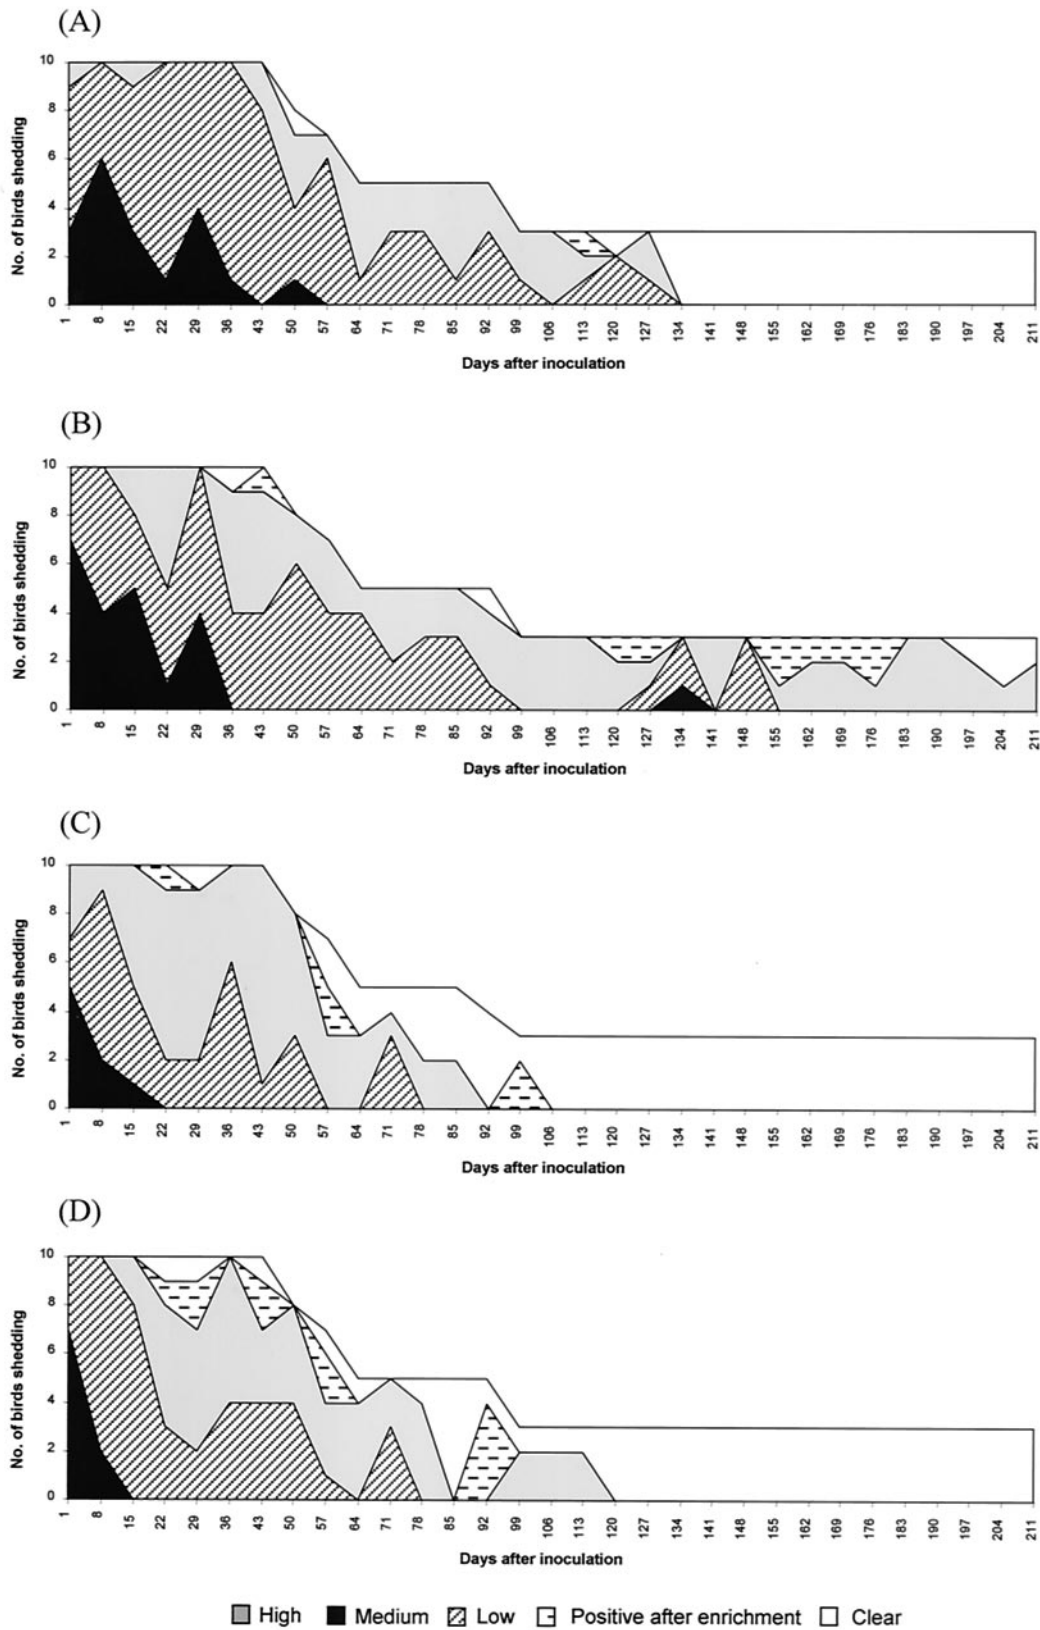 (A)
No. of birds shedding
10
8
6
4
2
0
1 8 15 22 29 36 43 50 57 64 71 78 85 92 99 106 113 120 127 134 141 148 155 162 169 176 183 190 197 204 211
Days after inoculation
(B)
No. of birds shedding
10
8
6
4
2
0
1 8 15 22 29 36 43 50 57 64 71 78 85 92 99 106 113 120 127 134 141 148 155 162 169 176 183 190 197 204 211
Days after inoculation
(C)
No. of birds shedding
10
8
6
4
2
0
1 8 15 22 29 36 43 50 57 64 71 78 85 92 99 106 113 120 127 134 141 148 155 162 169 176 183 190 197 204 211
Days after inoculation
(D)
No. of birds shedding
10
8
6
4
2
0
1 8 15 22 29 36 43 50 57 64 71 78 85 92 99 106 113 120 127 134 141 148 155 162 169 176 183 190 197 204 211
Days after inoculation
High Medium Low Positive after enrichment Clear